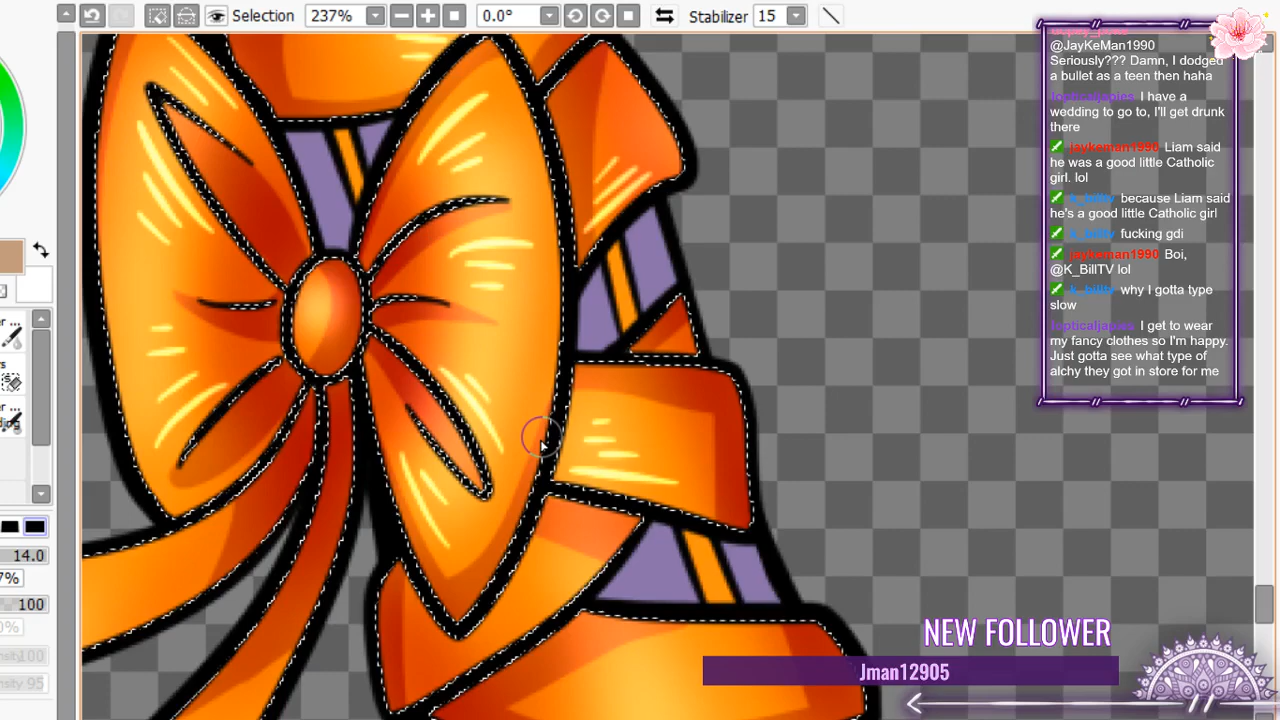 Selection 237% 0.0° Stabilizer 15
@JayKeMan1990
Seriously??? Damn, I dodged
a bullet as a teen then haha
I have a
wedding to go to, I'll get drunk
there
jaykeman1990 Liam said
he was a good little Catholic
girl. lol
because Liam said
he's a good little Catholic girl
fucking gdi
jaykeman1990 Boi,
@K_BillTV lol
why I gotta type
slow
I get to wear
my fancy clothes so I'm happy.
Just gotta see what type of
alchy they got in store for me
14.0
7%
100
0%
100
95
NEW FOLLOWER
Jman12905